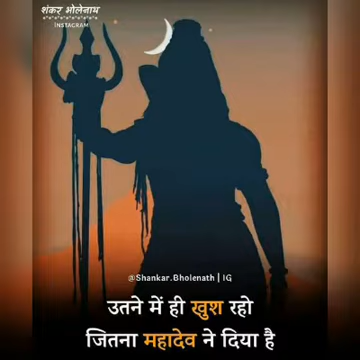 शंकर भोलेनाथ
INSTAGRAM
@Shankar.Bholenath | IG
उतने में ही खुश रहो
जितना महादेव ने दिया है